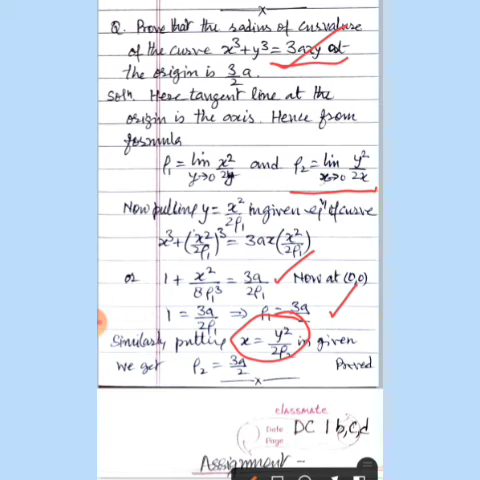 x
Q. Prove that the radius of curvature
of the curve x³+y³=3axy at
the origin is 3/2 a.
Soln. Here tangent line at the
origin is the axis. Hence from
formula
ρ₁ = lim y→0 x²/2y and ρ₂ = lim x→0 y²/2x
Now putting y = x²/2ρ₁ in given eqⁿ of curve
x³+(x²/2ρ₁)³ = 3ax(x²/2ρ₁)
or 1 + x³/8ρ₁³ = 3a/2ρ₁ Now at (0,0)
1 = 3a/2ρ₁ ⇒ ρ₁ = 3a/2
Similarly putting x = y²/2ρ₂ in given
we get ρ₂ = 3a/2 Proved
x
classmate
Date DC 1 b,c,d
Page
Assignment -